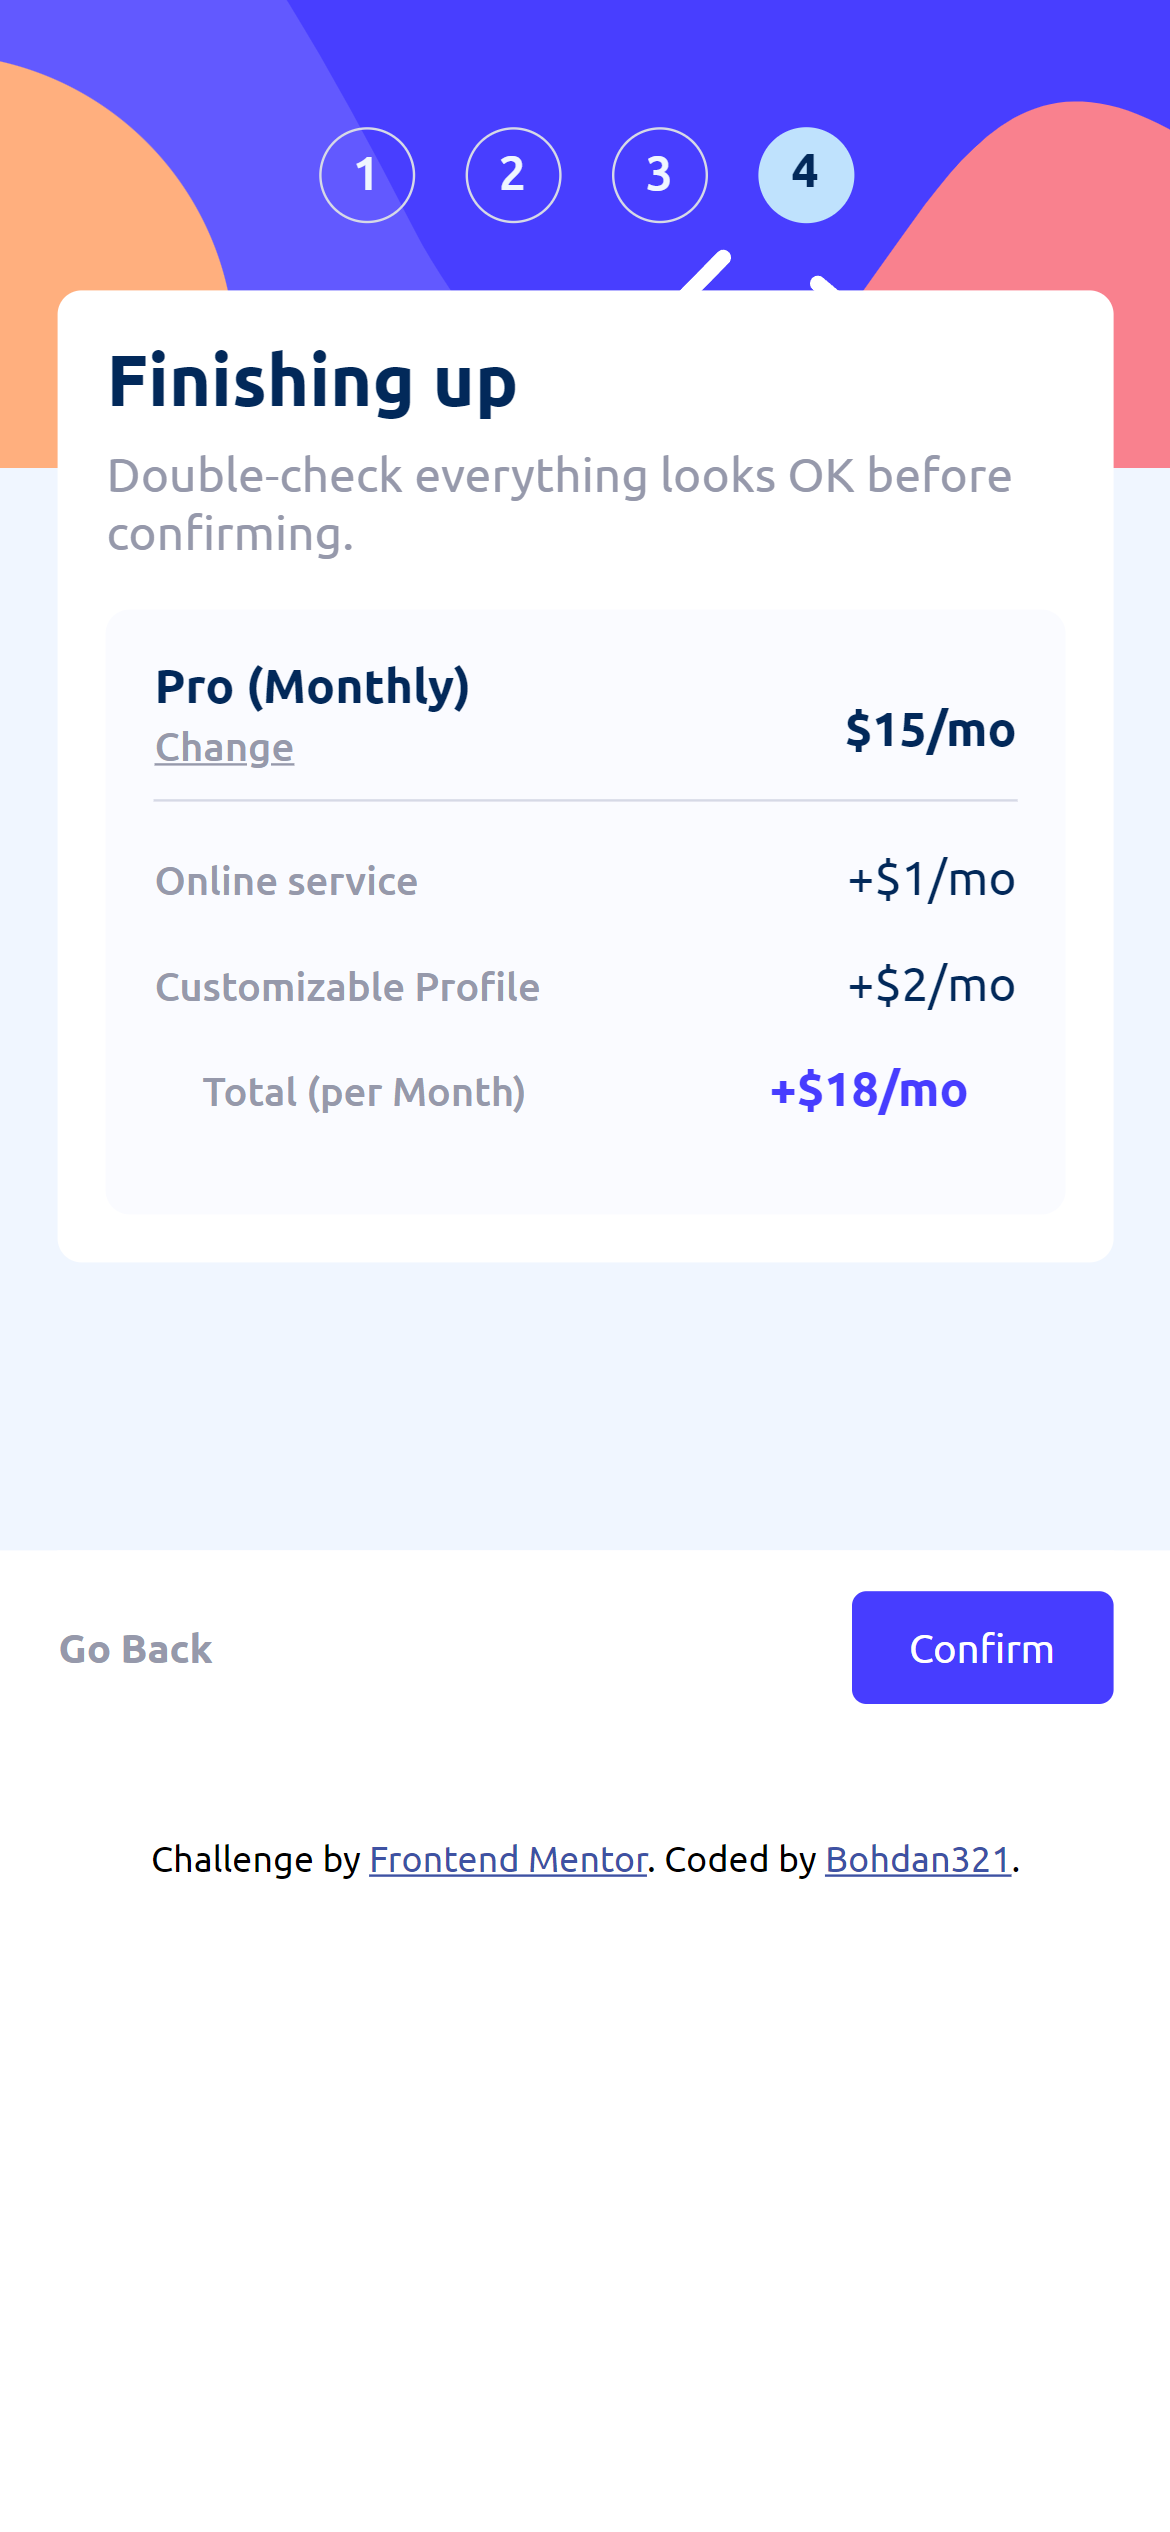 1 2 3 4
Finishing up
Double-check everything looks OK before
confirming.
Pro (Monthly)
$15/mo
Change
Online service +$1/mo
Customizable Profile +$2/mo
Total (per Month) +$18/mo
Go Back Confirm
Challenge by Frontend Mentor. Coded by Bohdan321.